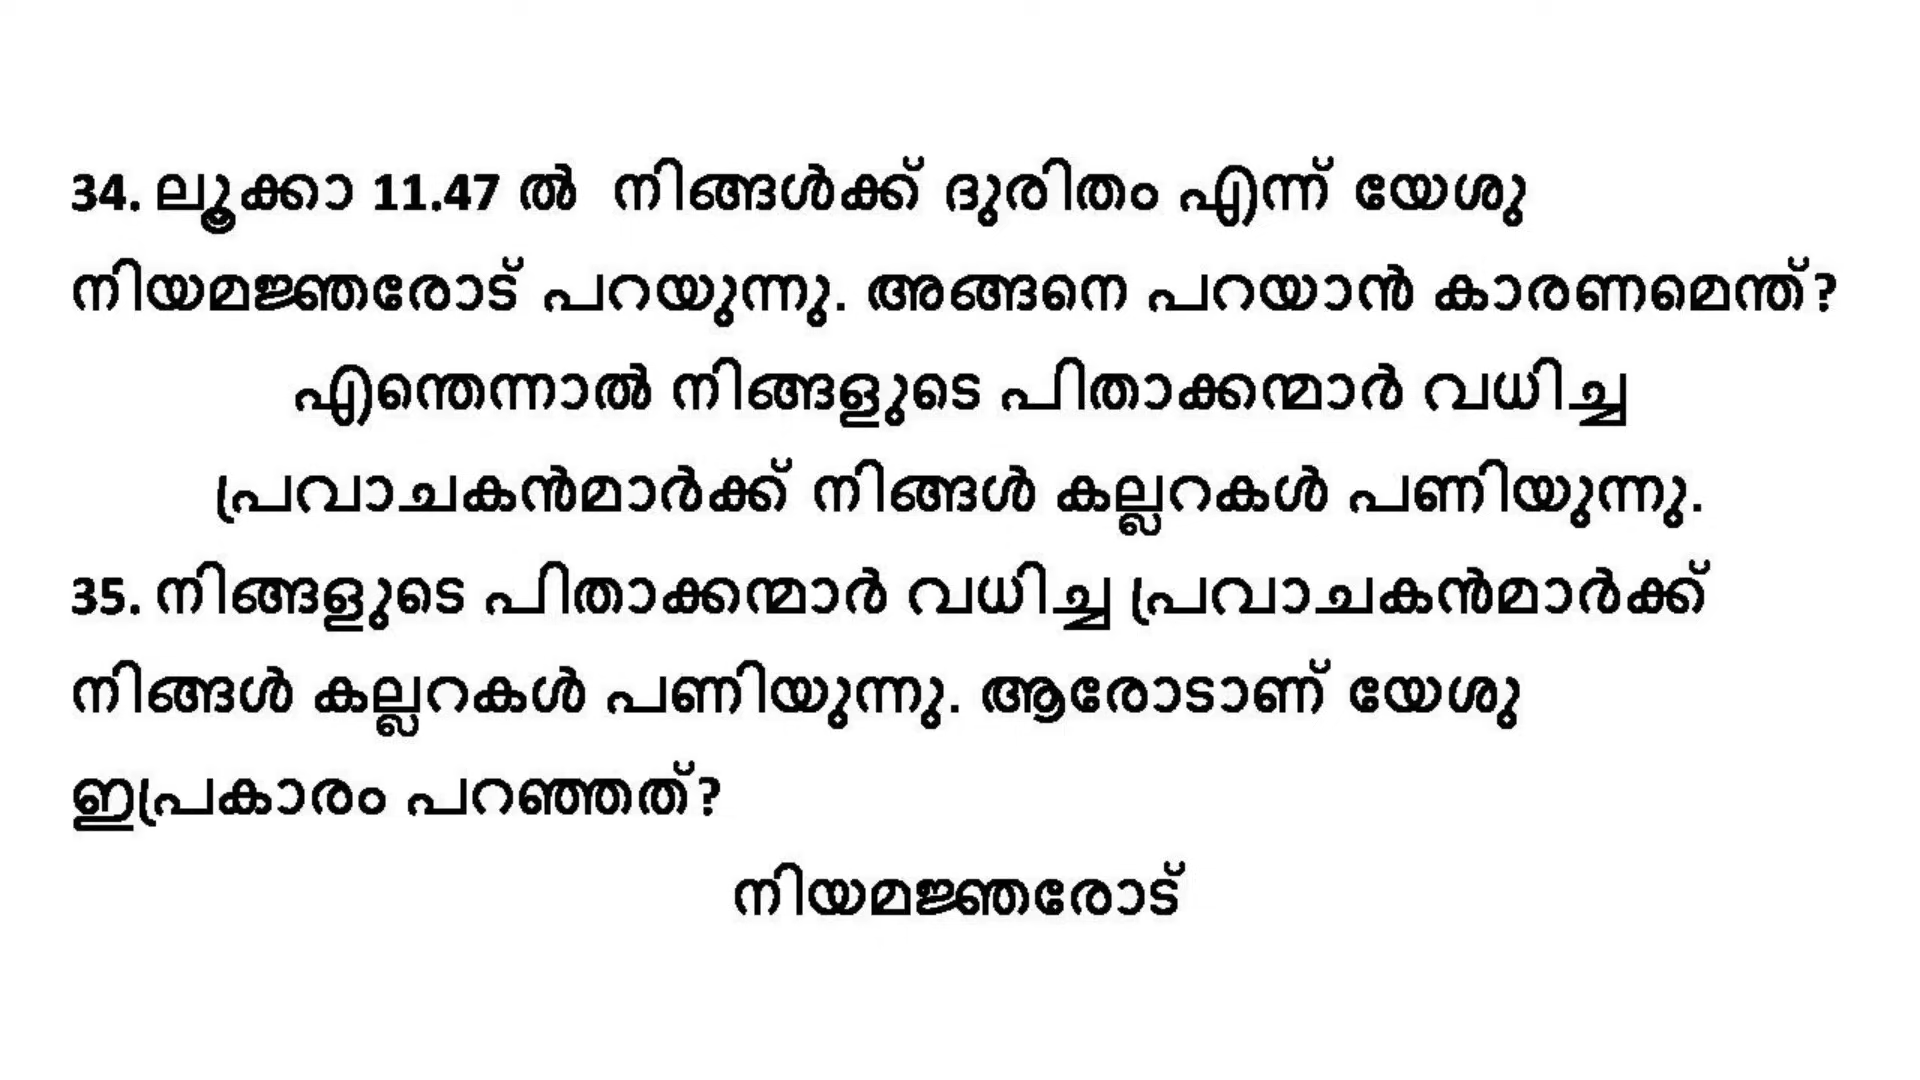 34. ലൂക്കാ 11.47 ൽ നിങ്ങൾക്ക് ദുരിതം എന്ന് യേശു
നിയമജ്ഞരോട് പറയുന്നു. അങ്ങനെ പറയാൻ കാരണമെന്ത്?
എന്തെന്നാൽ നിങ്ങളുടെ പിതാക്കന്മാർ വധിച്ച
പ്രവാചകൻമാർക്ക് നിങ്ങൾ കല്ലറകൾ പണിയുന്നു.
35. നിങ്ങളുടെ പിതാക്കന്മാർ വധിച്ച പ്രവാചകൻമാർക്ക്
നിങ്ങൾ കല്ലറകൾ പണിയുന്നു. ആരോടാണ് യേശു
ഇപ്രകാരം പറഞ്ഞത്?
നിയമജ്ഞരോട്